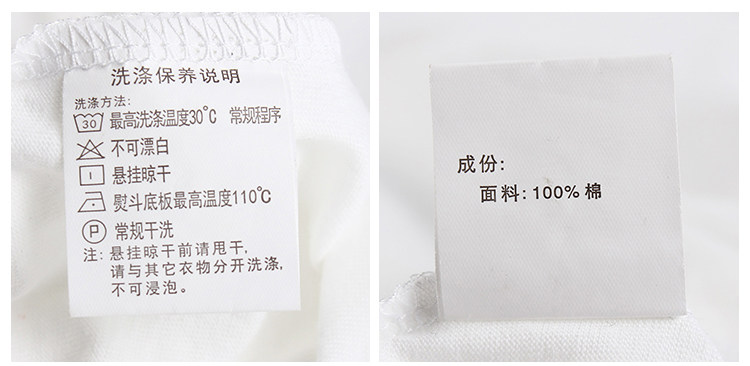 洗涤保养说明
洗涤方法:
30 最高洗涤温度30℃ 常规程序
不可漂白
悬挂晾干
熨斗底板最高温度110℃
P 常规干洗
注: 悬挂晾干前请甩干,
请与其它衣物分开洗涤,
不可浸泡。
成份:
面料: 100% 棉